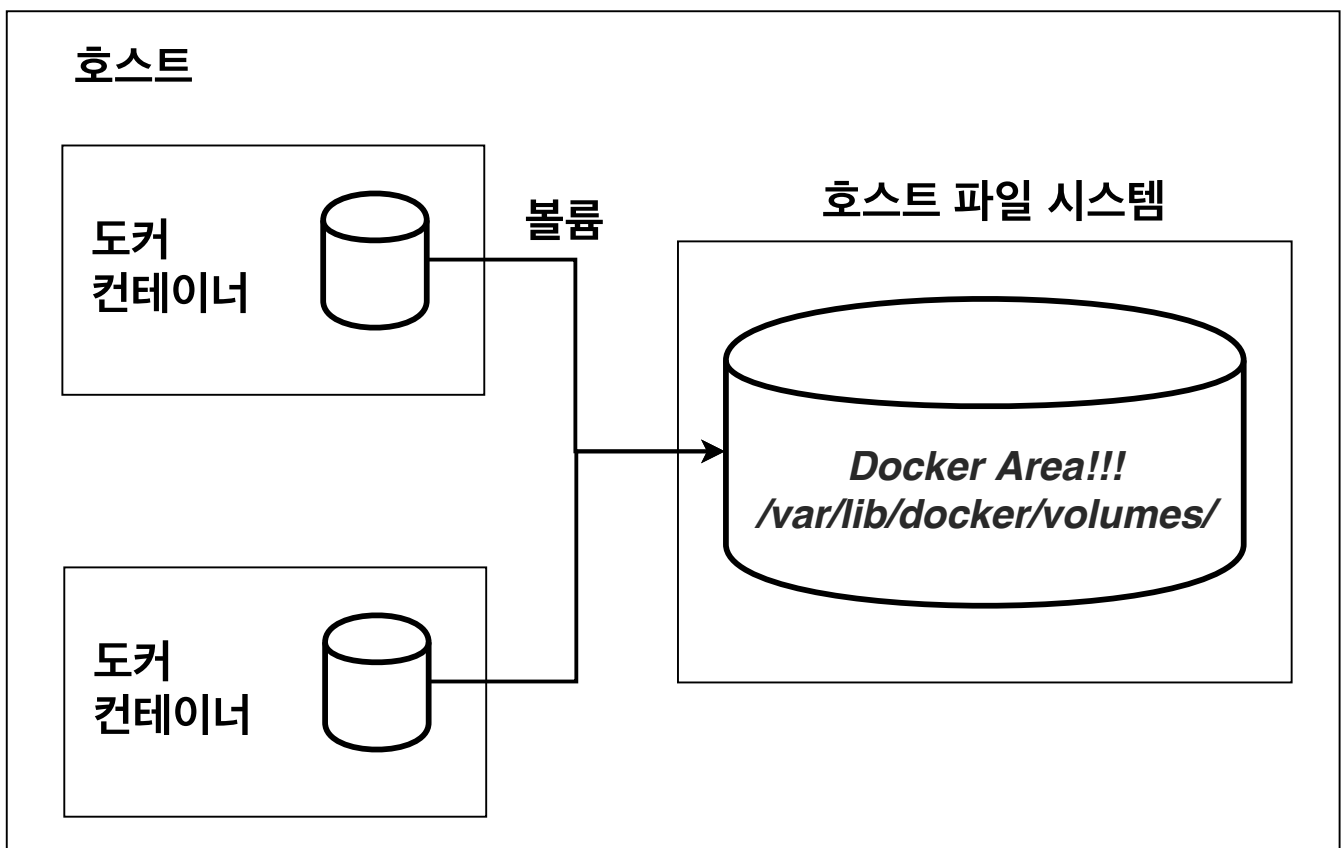 호스트
도커
컨테이너
볼륨
호스트 파일 시스템
Docker Area!!!
/var/lib/docker/volumes/
도커
컨테이너